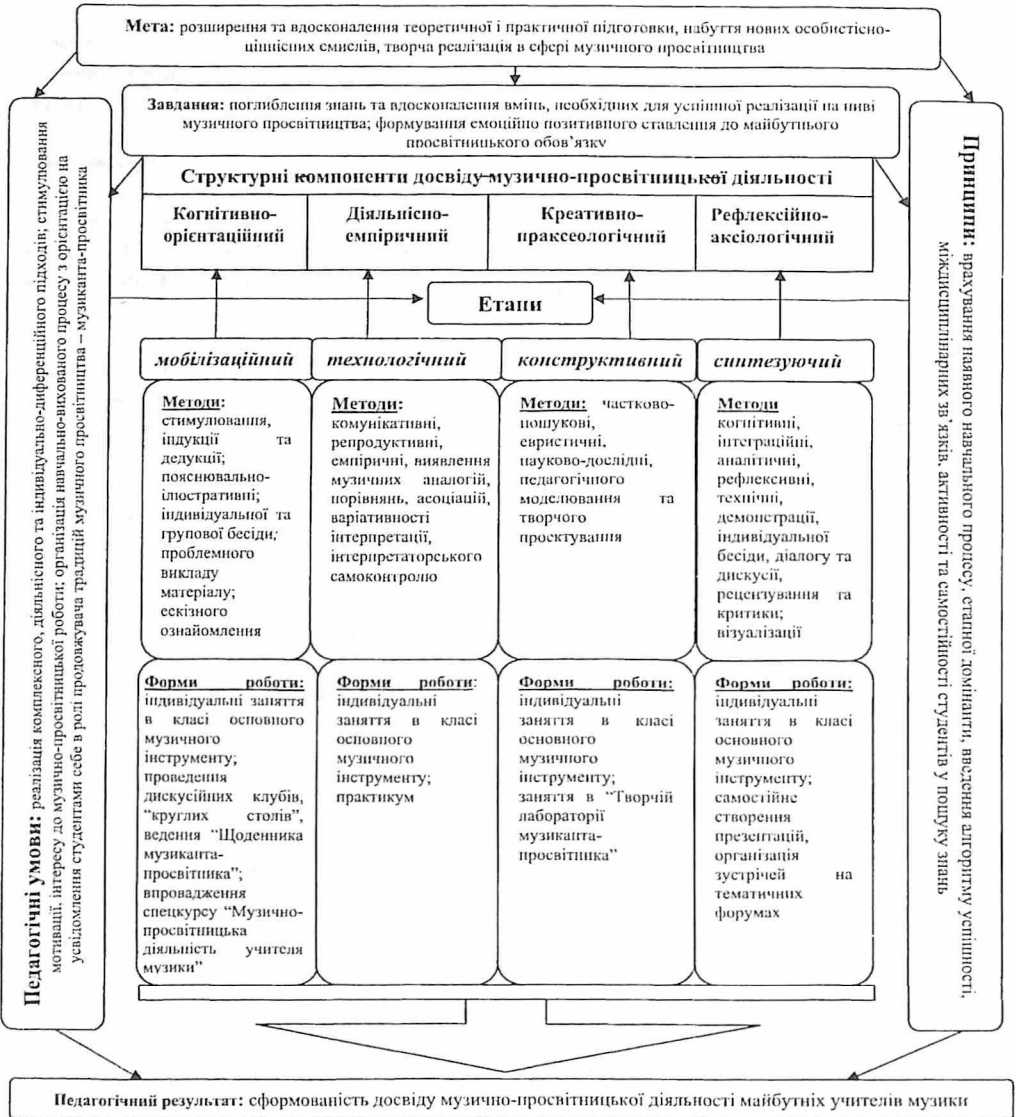 Мета: розширення та вдосконалення теоретичної і практичної підготовки, набуття нових особистісно-
ціннісних смислів, творча реалізація в сфері музичного просвітництва
Завдання: поглиблення знань та вдосконалення вмінь, необхідних для успішної реалізації на ниві
музичного просвітництва; формування емоційно позитивного ставлення до майбутнього
просвітницького обов’язку
Педагогічні умови: реалізація комплексного, діяльнісного та індивідуально-диференційного підходів; стимулювання
мотивації, інтересу до музично-просвітницької роботи; організація навчально-вихованого процесу з орієнтацією на
усвідомлення студентами себе в ролі продовжувача традицій музичного просвітництва – музиканта-просвітника
Структурні компоненти досвіду музично-просвітницької діяльності
Когнітивно-
орієнтаційний
Діяльнісно-
емпіричний
Креативно-
праксеологічний
Рефлексійно-
аксіологічний
Етапи
мобілізаційний
технологічний
конструктивний
синтезуючий
Методи:
стимулювання,
індукції та
дедукції;
пояснювально-
ілюстративні;
індивідуальної та
групової бесіди;
проблемного
викладу
матеріалу;
ескізного
ознайомлення
Методи:
комунікативні,
репродуктивні,
емпіричні, виявлення
музичних аналогій,
порівнянь, асоціацій,
варіативності
інтерпретації,
інтерпретаторського
самоконтролю
Методи: частково-
пошукові,
евристичні,
науково-дослідні,
педагогічного
моделювання та
творчого
проектування
Методи
когнітивні,
інтеграційні,
аналітичні,
рефлексивні,
технічні,
демонстрації,
індивідуальної
бесіди, діалогу та
дискусії,
рецензування та
критики;
візуалізації
Форми роботи:
індивідуальні заняття
в класі основного
музичного
інструменту;
проведення
дискусійних клубів,
“круглих столів”,
ведення “Щоденника
музиканта-
просвітника”;
впровадження
спецкурсу “Музично-
просвітницька
діяльність учителя
музики”
Форми роботи:
індивідуальні
заняття в класі
основного
музичного
інструменту;
практикум
Форми роботи:
індивідуальні
заняття в класі
основного
музичного
інструменту;
заняття в “Творчій
лабораторії
музиканта-
просвітника”
Форми роботи:
індивідуальні
заняття в класі
основного
музичного
інструменту;
самостійне
створення
презентацій,
організація
зустрічей на
тематичних
форумах
Принципи: врахування наявного навчального процесу, етапної домінанти, введення алгоритму успішності,
міждисциплінарних зв’язків, активності та самостійності студентів у пошуку знань
Педагогічний результат: сформованість досвіду музично-просвітницької діяльності майбутніх учителів музики